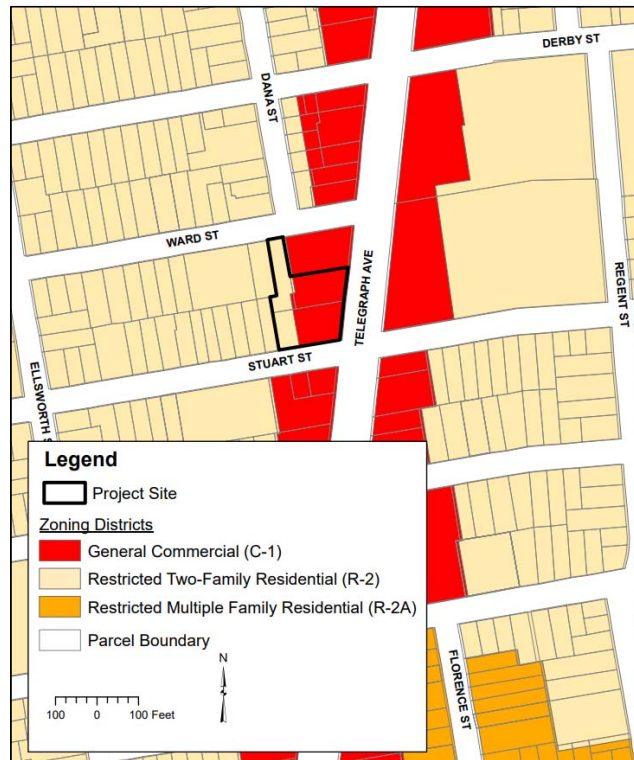 DERBY ST
DANA ST
WARD ST
TELEGRAPH AVE
REGENT ST
STUART ST
ELLSWORTH S
Legend
Project Site
Zoning Districts
General Commercial (C-1)
Restricted Two-Family Residential (R-2)
Restricted Multiple Family Residential (R-2A)
Parcel Boundary
N
100 0 100 Feet
FLORENCE ST